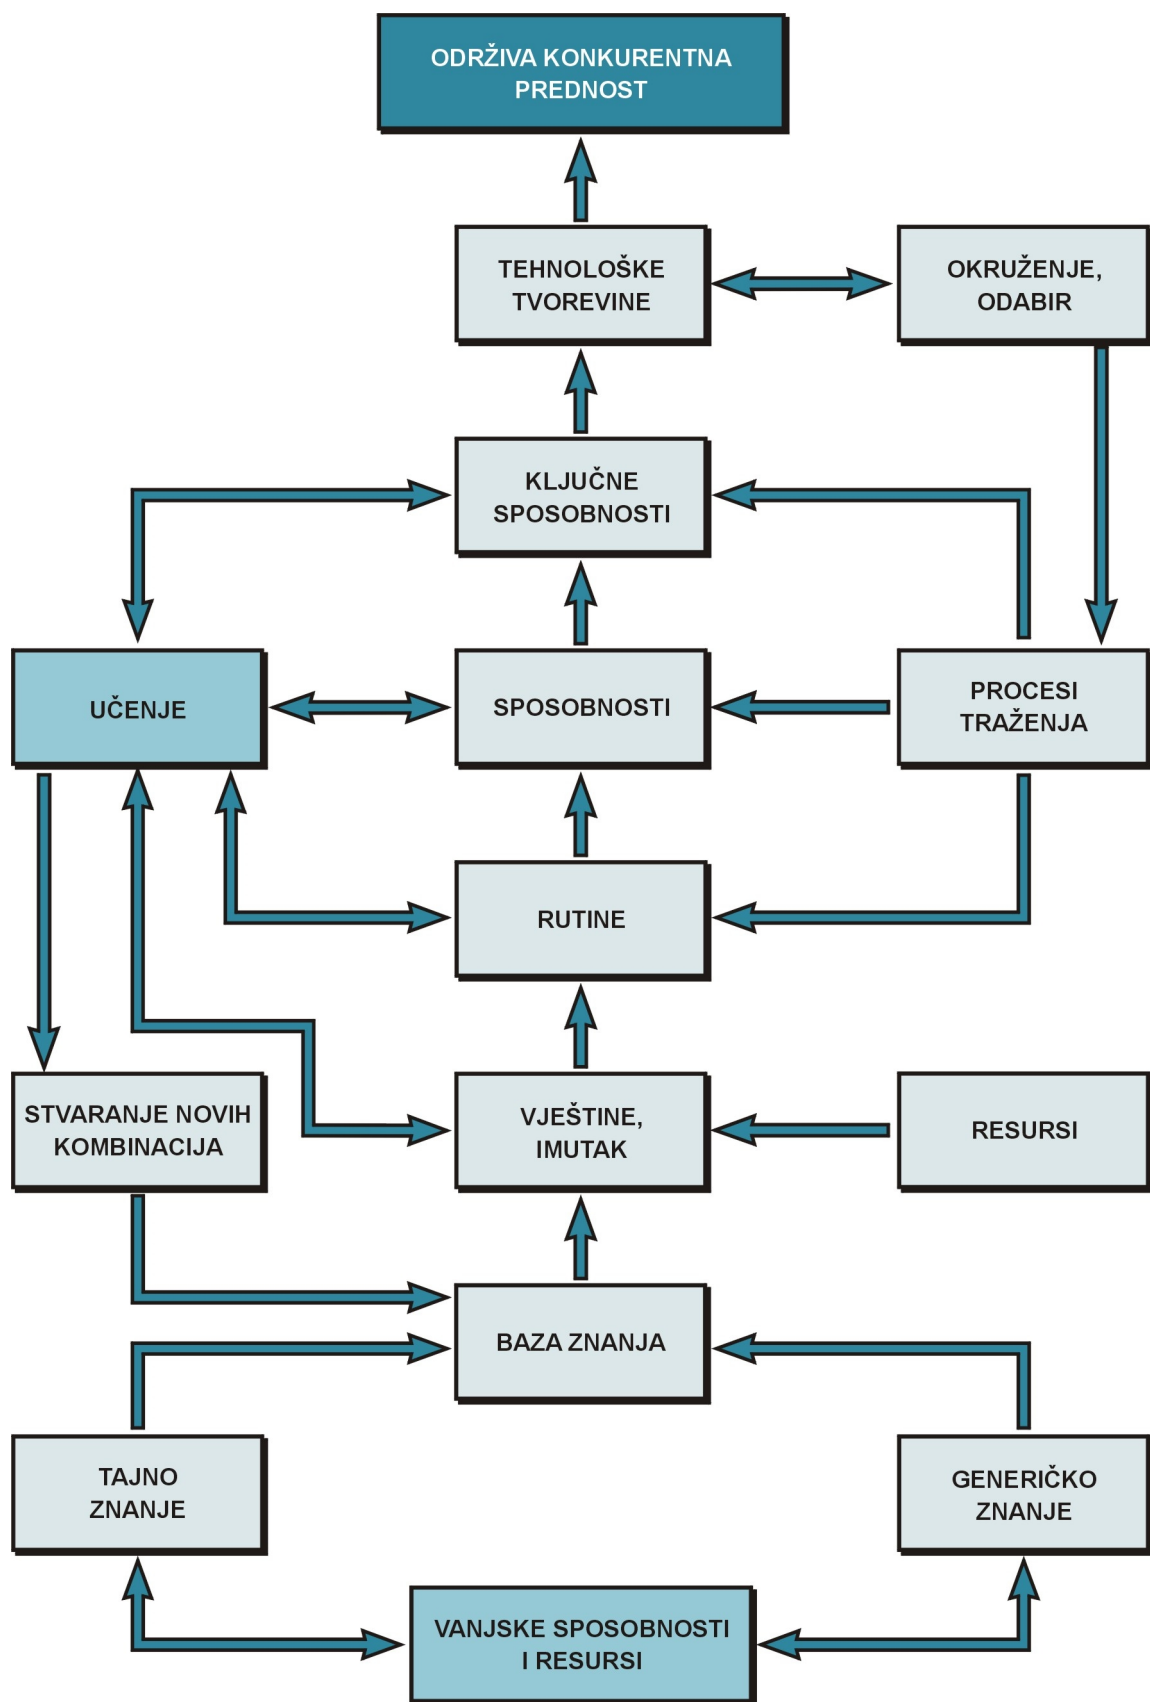 ODRŽIVA KONKURENTNA
PREDNOST
TEHNOLOŠKE
TVOREVINE
OKRUŽENJE,
ODABIR
KLJUČNE
SPOSOBNOSTI
UČENJE
SPOSOBNOSTI
PROCESI
TRAŽENJA
RUTINE
STVARANJE NOVIH
KOMBINACIJA
VJEŠTINE,
IMUTAK
RESURSI
BAZA ZNANJA
TAJNO
ZNANJE
GENERIČKO
ZNANJE
VANJSKE SPOSOBNOSTI
I RESURSI